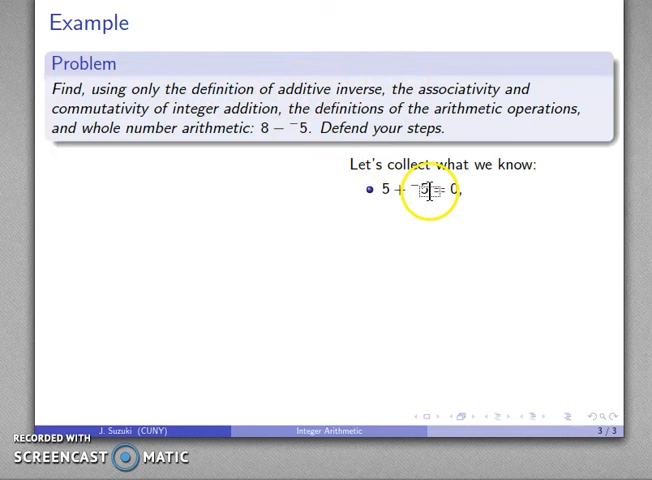 Example
Problem
Find, using only the definition of additive inverse, the associativity and
commutativity of integer addition, the definitions of the arithmetic operations,
and whole number arithmetic: 8 − ⁻5. Defend your steps.
Let's collect what we know:
5 + ⁻5 = 0,
J. Suzuki (CUNY)
Integer Arithmetic
3 / 3
RECORDED WITH
SCREENCAST MATIC